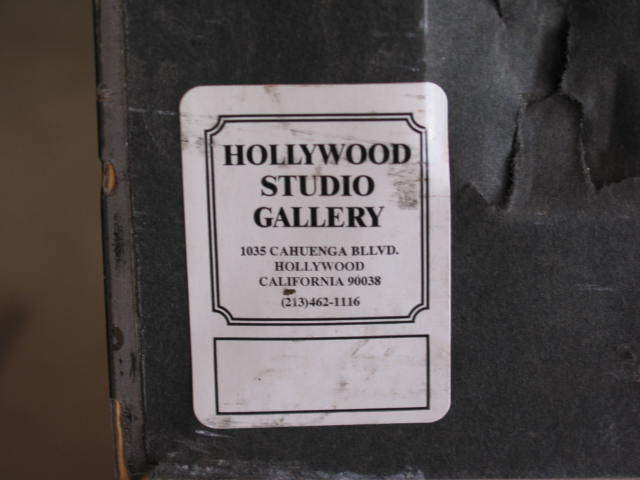 HOLLYWOOD
STUDIO
GALLERY
1035 CAHUENGA BLLVD.
HOLLYWOOD
CALIFORNIA 90038
(213)462-1116